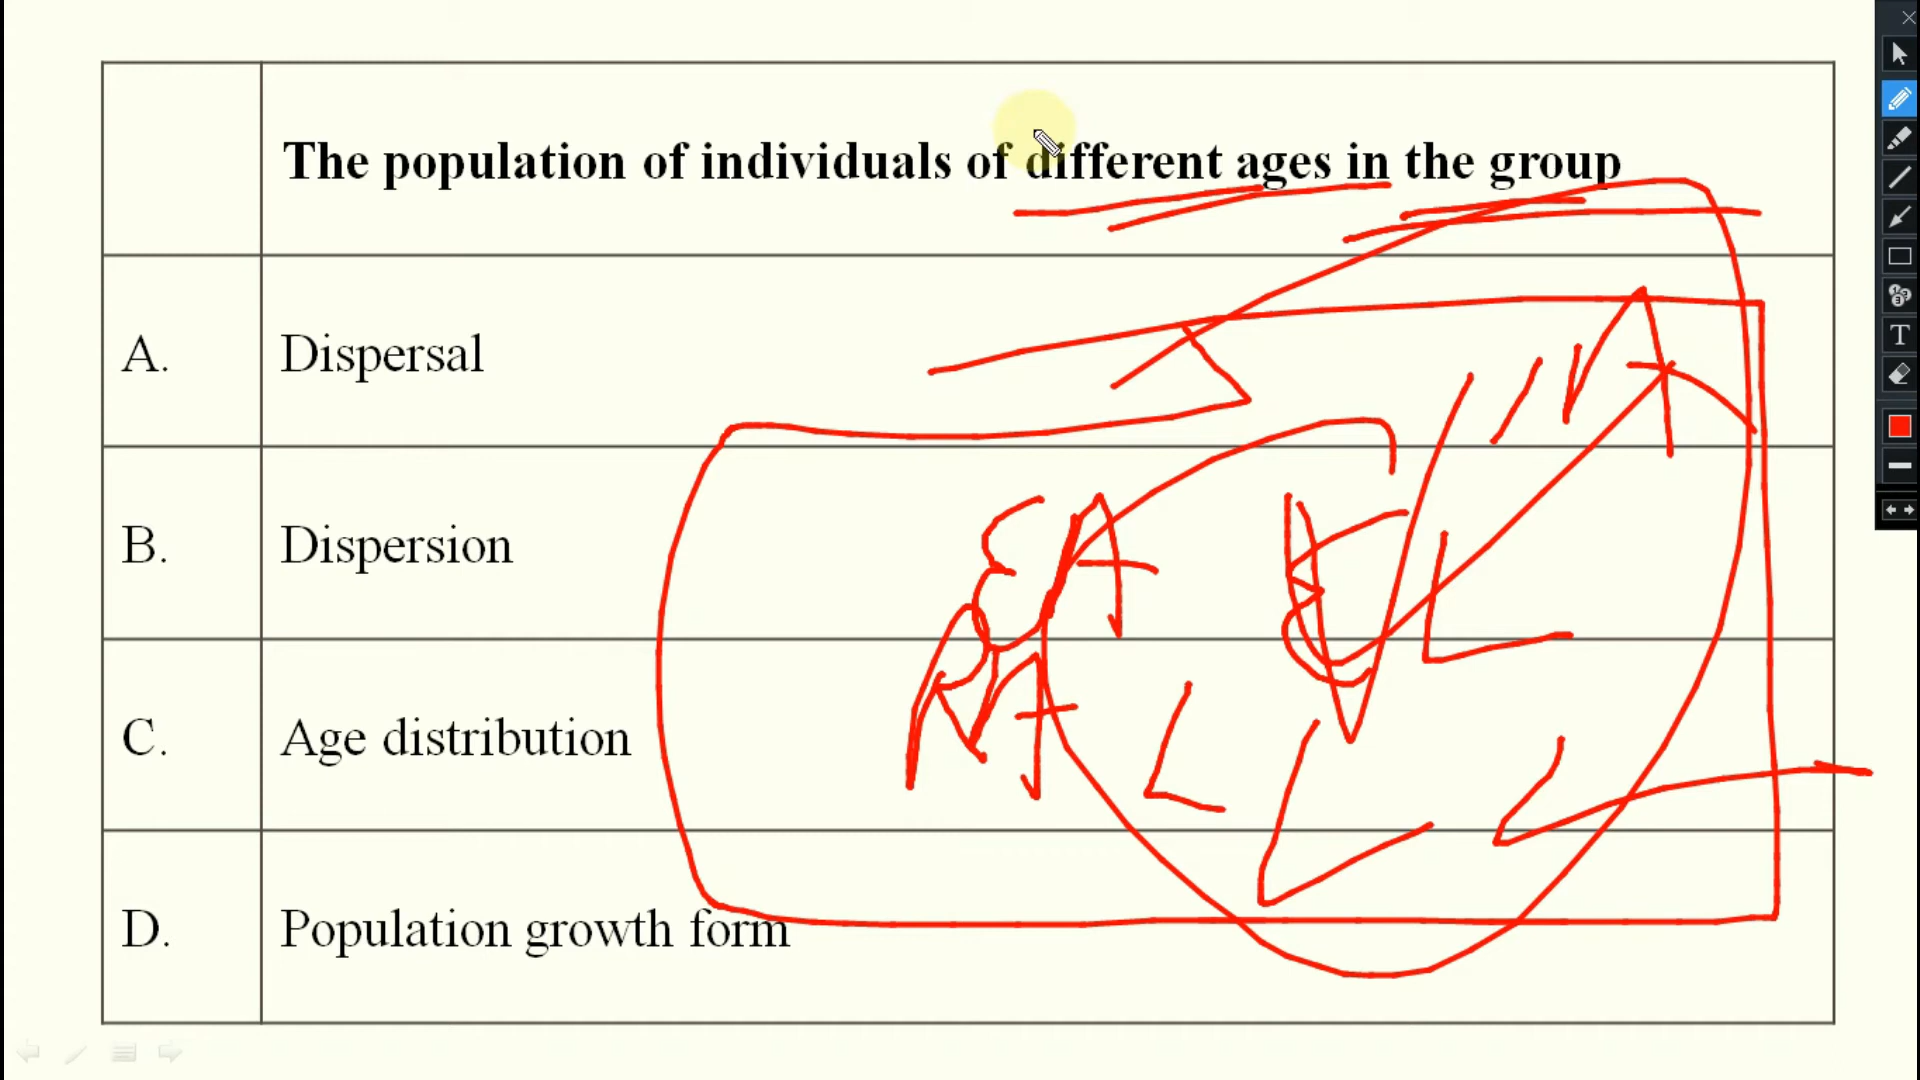 The population of individuals of different ages in the group
A. Dispersal
B. Dispersion
C. Age distribution
D. Population growth form